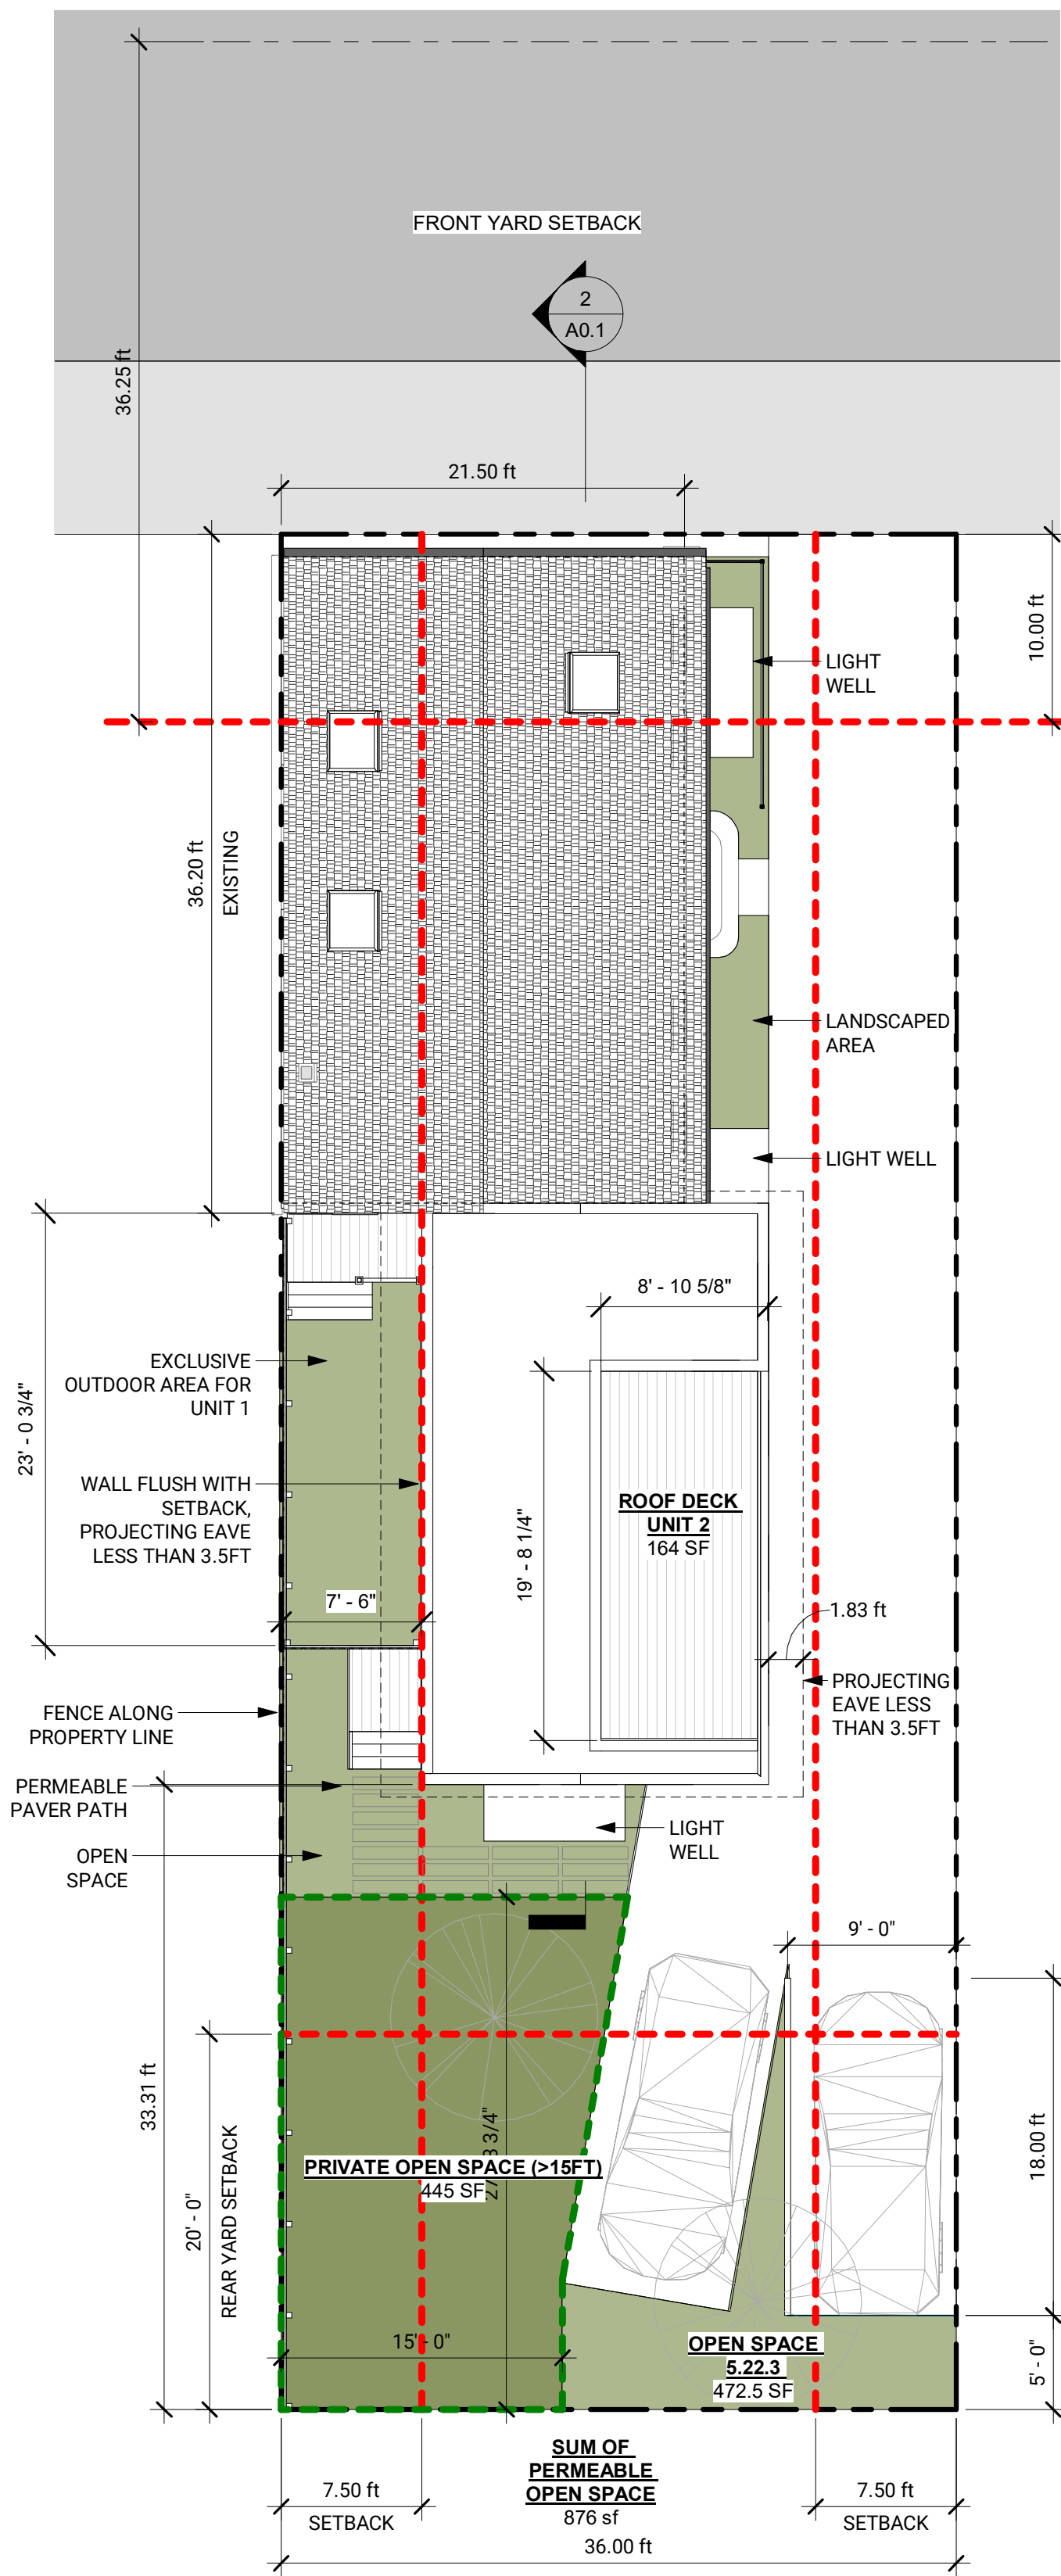 FRONT YARD SETBACK
2
A0.1
36.25 ft
21.50 ft
10.00 ft
LIGHT
WELL
36.20 ft
EXISTING
LANDSCAPED
AREA
LIGHT WELL
8' - 10 5/8"
EXCLUSIVE
OUTDOOR AREA FOR
UNIT 1
23' - 0 3/4"
WALL FLUSH WITH
SETBACK,
PROJECTING EAVE
LESS THAN 3.5FT
ROOF DECK
UNIT 2
164 SF
19' - 8 1/4"
7' - 6"
1.83 ft
PROJECTING
EAVE LESS
THAN 3.5FT
FENCE ALONG
PROPERTY LINE
PERMEABLE
PAVER PATH
LIGHT
WELL
OPEN
SPACE
9' - 0"
33.31 ft
20' - 0"
REAR YARD SETBACK
3/4"
PRIVATE OPEN SPACE (>15FT)
445 SF
18.00 ft
15' - 0"
OPEN SPACE
5.22.3
472.5 SF
5' - 0"
SUM OF
PERMEABLE
OPEN SPACE
876 sf
7.50 ft
SETBACK
7.50 ft
SETBACK
36.00 ft